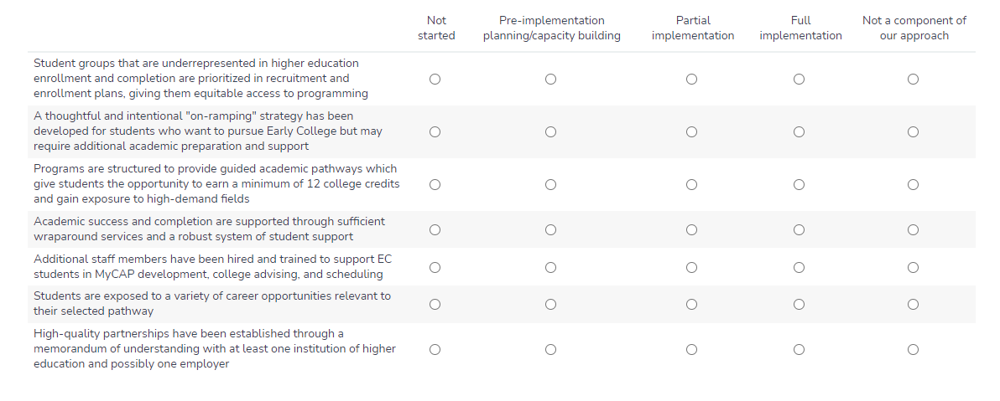 Not started
Pre-implementation planning/capacity building
Partial implementation
Full implementation
Not a component of our approach
Student groups that are underrepresented in higher education
enrollment and completion are prioritized in recruitment and
enrollment plans, giving them equitable access to programming
A thoughtful and intentional "on-ramping" strategy has been
developed for students who want to pursue Early College but may
require additional academic preparation and support
Programs are structured to provide guided academic pathways which
give students the opportunity to earn a minimum of 12 college credits
and gain exposure to high-demand fields
Academic success and completion are supported through sufficient
wraparound services and a robust system of student support
Additional staff members have been hired and trained to support EC
students in MyCAP development, college advising, and scheduling
Students are exposed to a variety of career opportunities relevant to
their selected pathway
High-quality partnerships have been established through a
memorandum of understanding with at least one institution of higher
education and possibly one employer